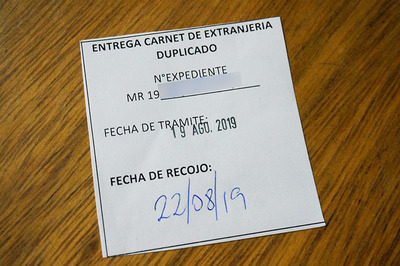 ENTREGA CARNET DE EXTRANJERIA
DUPLICADO
N°EXPEDIENTE
MR 19
FECHA DE TRAMITE:
19 AGO. 2019
FECHA DE RECOJO:
22/08/19